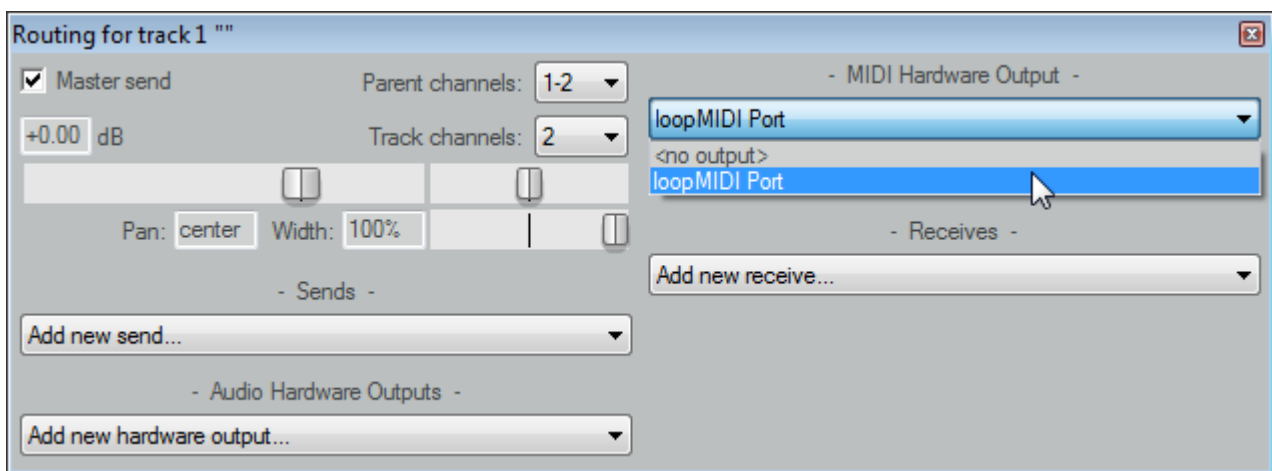 Routing for track 1 ""
Master send
Parent channels: 1-2
+0.00 dB
Track channels: 2
Pan: center Width: 100%
- Sends -
Add new send...
- Audio Hardware Outputs -
Add new hardware output...
- MIDI Hardware Output -
loopMIDI Port
<no output>
loopMIDI Port
- Receives -
Add new receive...